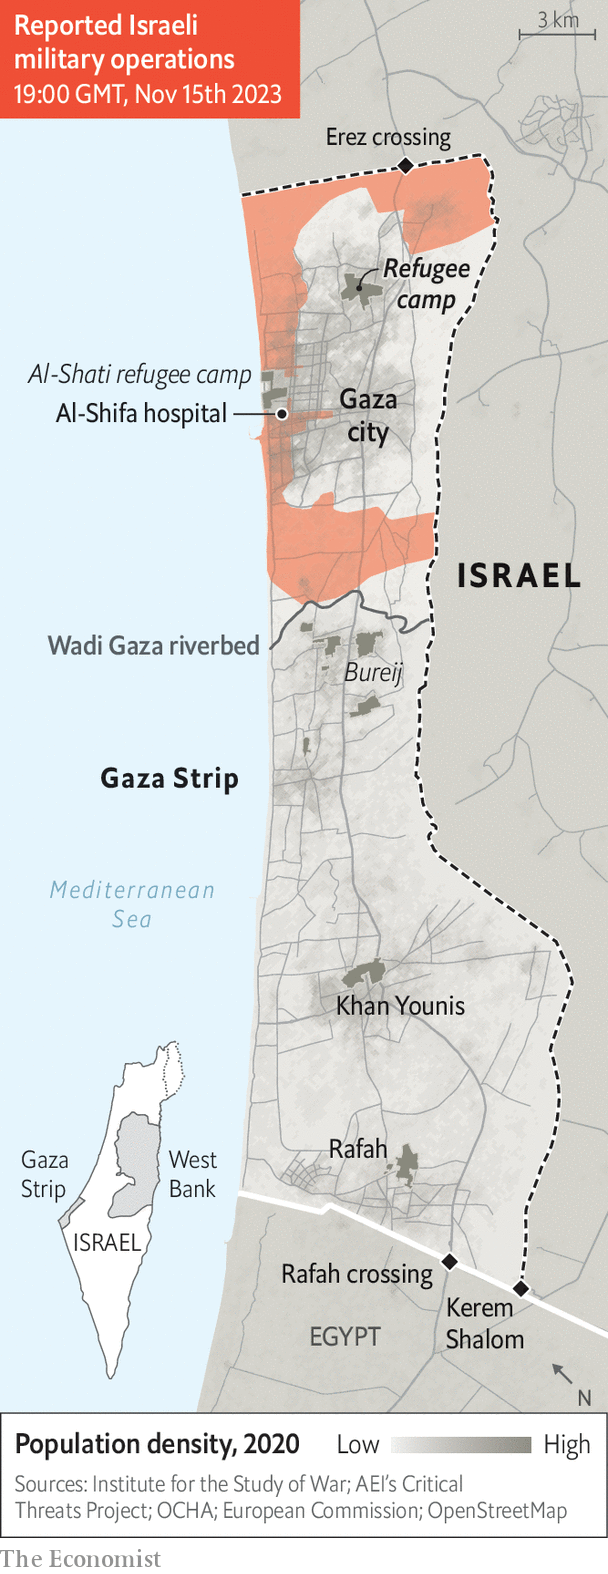 Reported Israeli
military operations
19:00 GMT, Nov 15th 2023
3 km
Erez crossing
Refugee
camp
Al-Shati refugee camp
Al-Shifa hospital
Gaza
city
ISRAEL
Wadi Gaza riverbed
Bureij
Gaza Strip
Mediterranean
Sea
Khan Younis
Rafah
Gaza
Strip
West
Bank
ISRAEL
Rafah crossing
Kerem
Shalom
EGYPT
N
Population density, 2020
Low
High
Sources: Institute for the Study of War; AEI's Critical
Threats Project; OCHA; European Commission; OpenStreetMap
The Economist